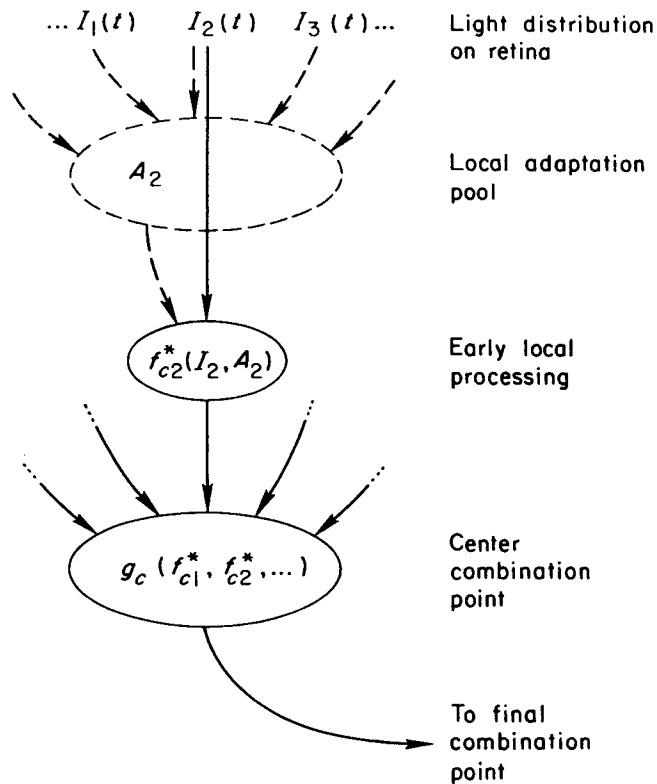 ... I₁(t) I₂(t) I₃(t)...
Light distribution
on retina
A₂
Local adaptation
pool
f*c2(I₂, A₂)
Early local
processing
gc (f*c1, f*c2,...)
Center
combination
point
To final
combination
point